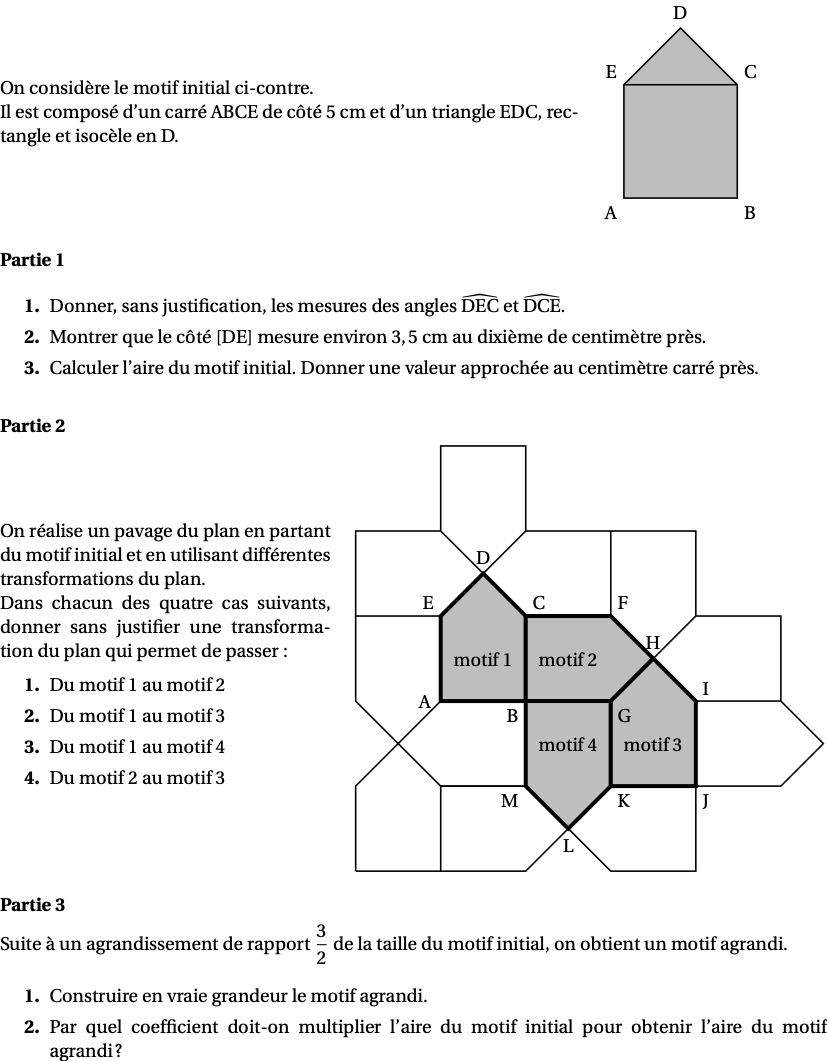 D
E
C
On considère le motif initial ci-contre.
Il est composé d'un carré ABCE de côté 5 cm et d'un triangle EDC, rec-
tangle et isocèle en D.
A
B
Partie 1
1. Donner, sans justification, les mesures des angles \widehat{DEC} et \widehat{DCE}.
2. Montrer que le côté [DE] mesure environ 3,5 cm au dixième de centimètre près.
3. Calculer l'aire du motif initial. Donner une valeur approchée au centimètre carré près.
Partie 2
On réalise un pavage du plan en partant
du motif initial et en utilisant différentes
transformations du plan.
Dans chacun des quatre cas suivants,
donner sans justifier une transforma-
tion du plan qui permet de passer :
1. Du motif 1 au motif 2
2. Du motif 1 au motif 3
3. Du motif 1 au motif 4
4. Du motif 2 au motif 3
D
E
C
F
H
motif 1
motif 2
I
A
B
G
motif 4
motif 3
M
K
J
L
Partie 3
Suite à un agrandissement de rapport 3/2 de la taille du motif initial, on obtient un motif agrandi.
1. Construire en vraie grandeur le motif agrandi.
2. Par quel coefficient doit-on multiplier l'aire du motif initial pour obtenir l'aire du motif
agrandi ?